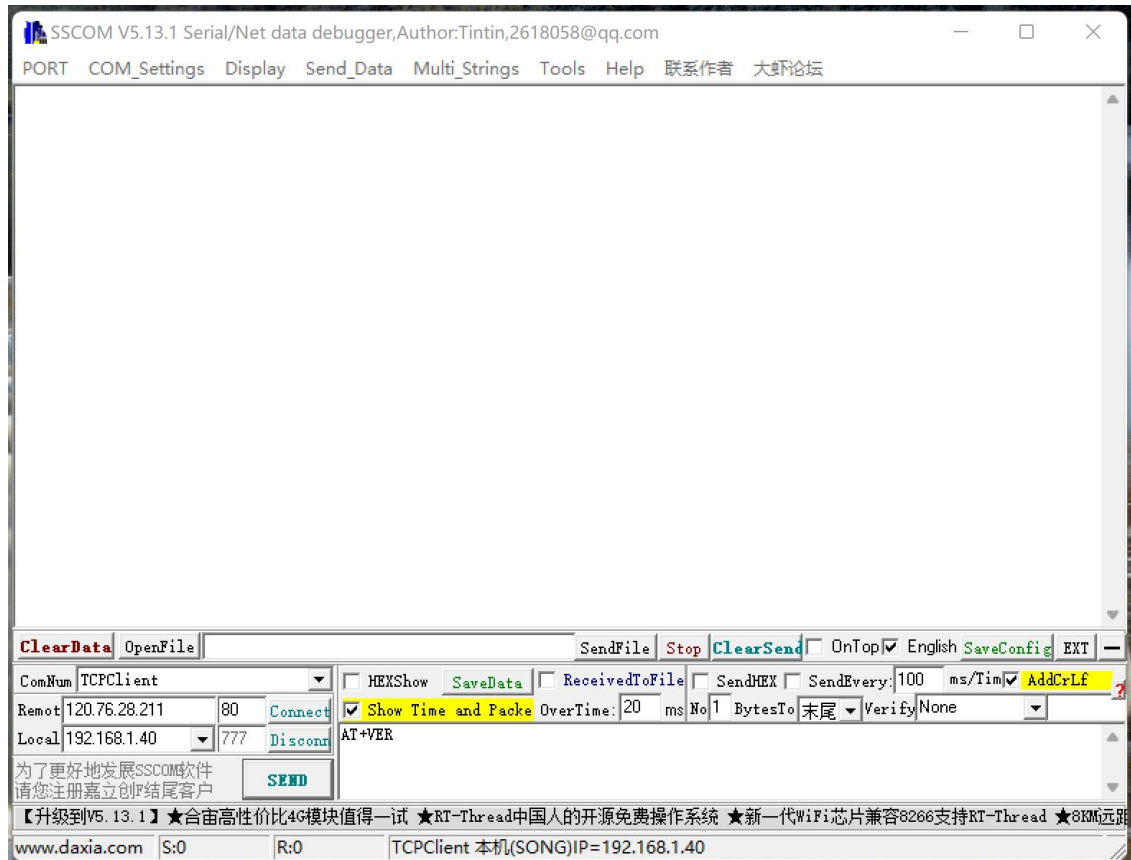 SSCOM V5.13.1 Serial/Net data debugger,Author:Tintin,2618058@qq.com
PORT COM_Settings Display Send_Data Multi_Strings Tools Help 联系作者 大虾论坛
ClearData OpenFile SendFile Stop ClearSend OnTop English SaveConfig EXT
ComNum TCPClient HEXShow SaveData ReceivedToFile SendHEX SendEvery: 100 ms/Tim AddCrLf
Remot 120.76.28.211 80 Connect Show Time and Packe OverTime: 20 ms No 1 BytesTo 末尾 Verify None ?
Local 192.168.1.40 777 Disconn AT+VER
为了更好地发展SSCOM软件
请您注册嘉立创F结尾客户 SEND
【升级到V5.13.1】★合宙高性价比4G模块值得一试 ★RT-Thread中国人的开源免费操作系统 ★新一代WiFi芯片兼容8266支持RT-Thread ★8KM远距
www.daxia.com S:0 R:0 TCPClient 本机(SONG)IP=192.168.1.40